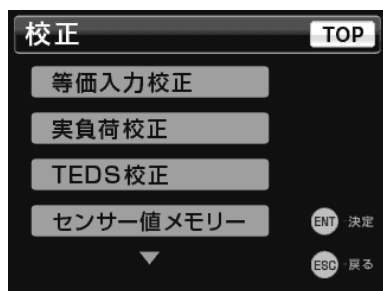 校正 TOP
等価入力校正
実負荷校正
TEDS校正
センサー値メモリー
ENT 決定
ESC 戻る